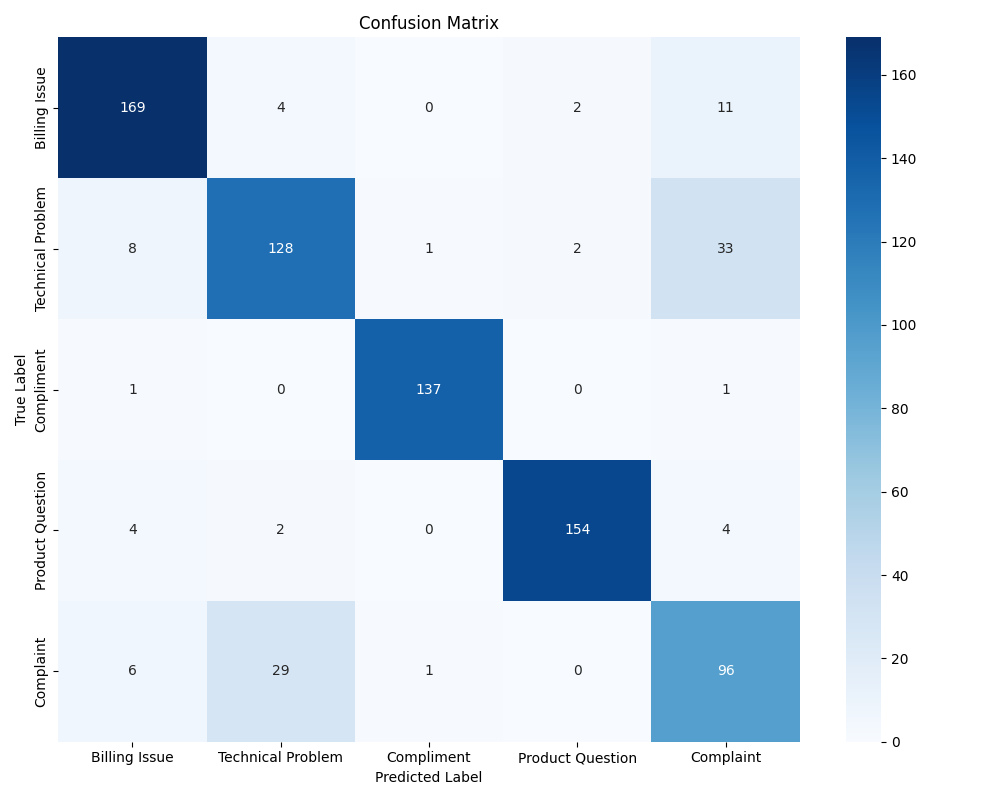 Confusion Matrix
True Label
Billing Issue
169 4 0 2 11
Technical Problem
8 128 1 2 33
Compliment
1 0 137 0 1
Product Question
4 2 0 154 4
Complaint
6 29 1 0 96
Billing Issue Technical Problem Compliment Product Question Complaint
Predicted Label
160
140
120
100
80
60
40
20
0